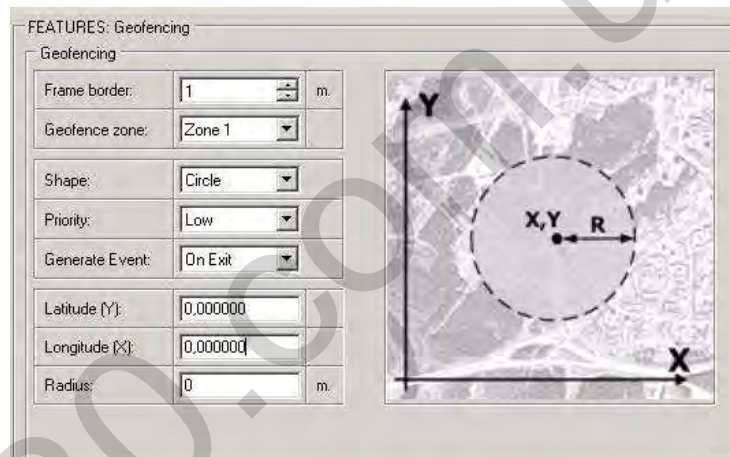 FEATURES: Geofencing
Geofencing
Frame border: 1 m.
Geofence zone: Zone 1
Shape: Circle
Priority: Low
Generate Event: On Exit
Latitude (Y): 0,000000
Longitude (X): 0,000000
Radius: 0 m.
Y
X,Y R
X